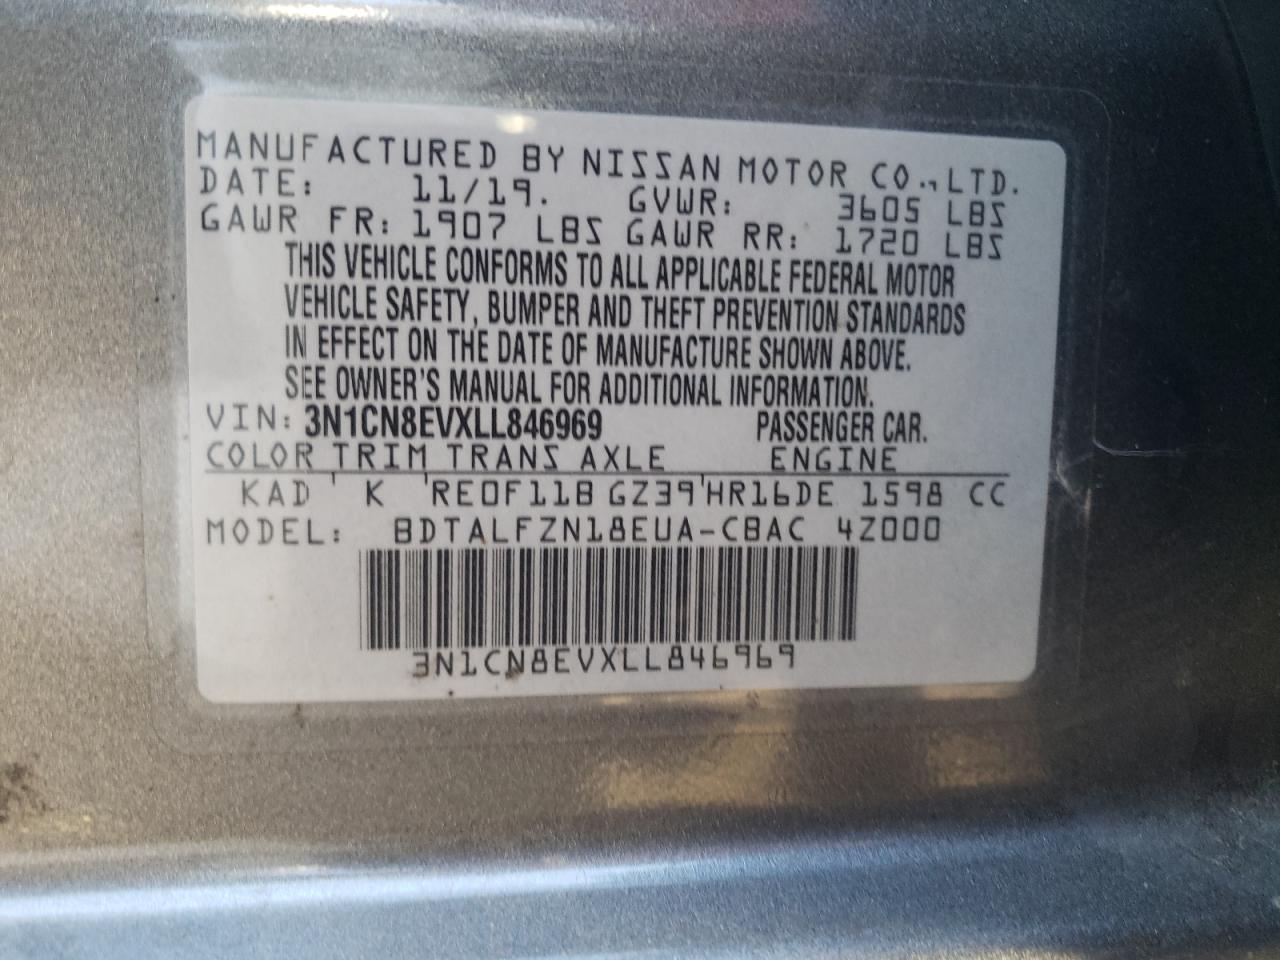 MANUFACTURED BY NISSAN MOTOR CO., LTD.
DATE: 11/19. GVWR: 3605 LBS
GAWR FR: 1907 LBS GAWR RR: 1720 LBS
THIS VEHICLE CONFORMS TO ALL APPLICABLE FEDERAL MOTOR
VEHICLE SAFETY, BUMPER AND THEFT PREVENTION STANDARDS
IN EFFECT ON THE DATE OF MANUFACTURE SHOWN ABOVE.
SEE OWNER'S MANUAL FOR ADDITIONAL INFORMATION.
VIN: 3N1CN8EVXLL846969 PASSENGER CAR.
COLOR TRIM TRANS AXLE ENGINE
KAD ' K 'RE0F11B GZ39'HR16DE 1598 CC
MODEL: BDTALFZN18EUA-CBAC 4Z000
3N1CN8EVXLL846969